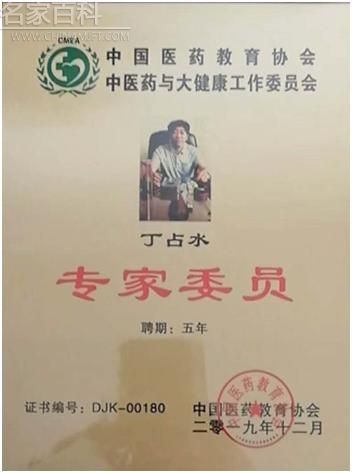 名家百科
WWW.CHINAVLST.COM
CMEA
中国医药教育协会
中医药与大健康工作委员会
丁占水
专家委员
聘期：五年
证书编号：DJK-00180
中国医药教育协会
二零一九年十二月